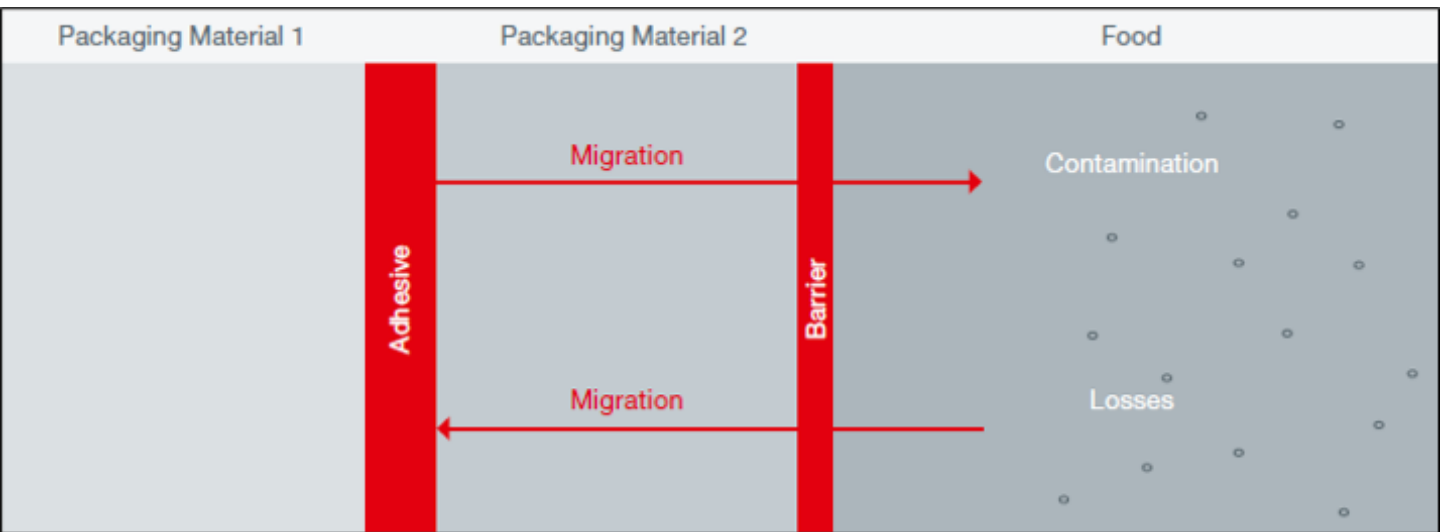 Packaging Material 1
Packaging Material 2
Food
Migration
Contamination
Adhesive
Barrier
Migration
Losses